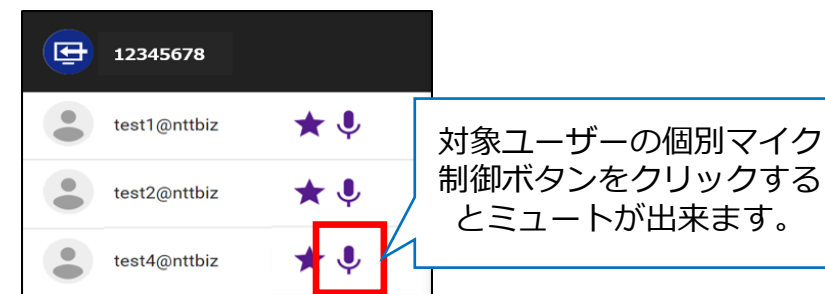 12345678
test1@nttbiz
test2@nttbiz
test4@nttbiz
対象ユーザーの個別マイク
制御ボタンをクリックする
とミュートが出来ます。